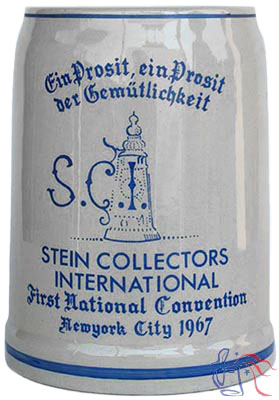 Ein Prosit, ein Prosit
der Gemütlichkeit
S.C.I.
STEIN COLLECTORS
INTERNATIONAL
First National Convention
Newyork City 1967